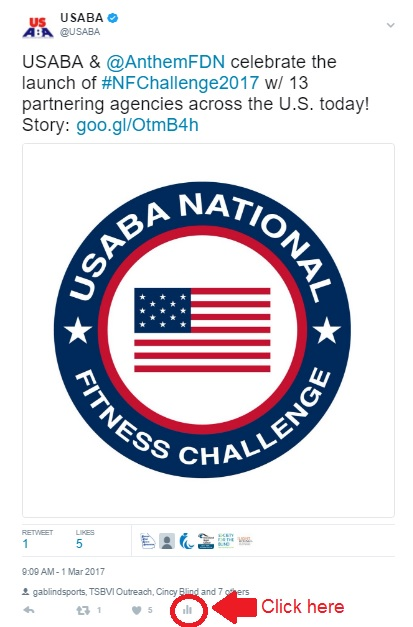 US
ABA
USABA
@USABA
USABA & @AnthemFDN celebrate the
launch of #NFChallenge2017 w/ 13
partnering agencies across the U.S. today!
Story: goo.gl/OtmB4h
USABA NATIONAL
FITNESS CHALLENGE
RETWEET LIKES
1 5
9:09 AM - 1 Mar 2017
gablindsports, TSBVI Outreach, Cincy Blind and 7 others
1 5
Click here